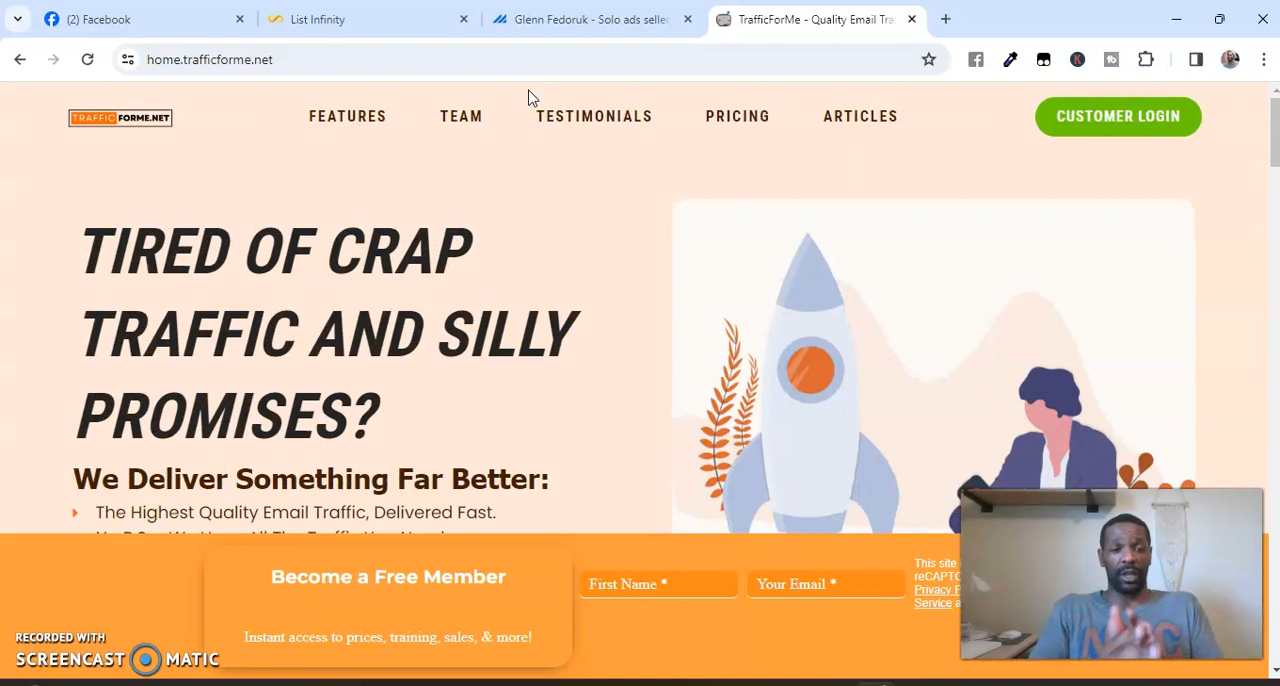 (2) Facebook
List Infinity
Glenn Fedoruk - Solo ads seller
TrafficForMe - Quality Email Tra
home.trafficforme.net
TRAFFICFORME.NET
FEATURES
TEAM
TESTIMONIALS
PRICING
ARTICLES
CUSTOMER LOGIN
TIRED OF CRAP
TRAFFIC AND SILLY
PROMISES?
We Deliver Something Far Better:
The Highest Quality Email Traffic, Delivered Fast.
Become a Free Member
Instant access to prices, training, sales, & more!
First Name *
Your Email *
This site
reCAPTC
Privacy P
Service a
RECORDED WITH
SCREENCAST MATIC